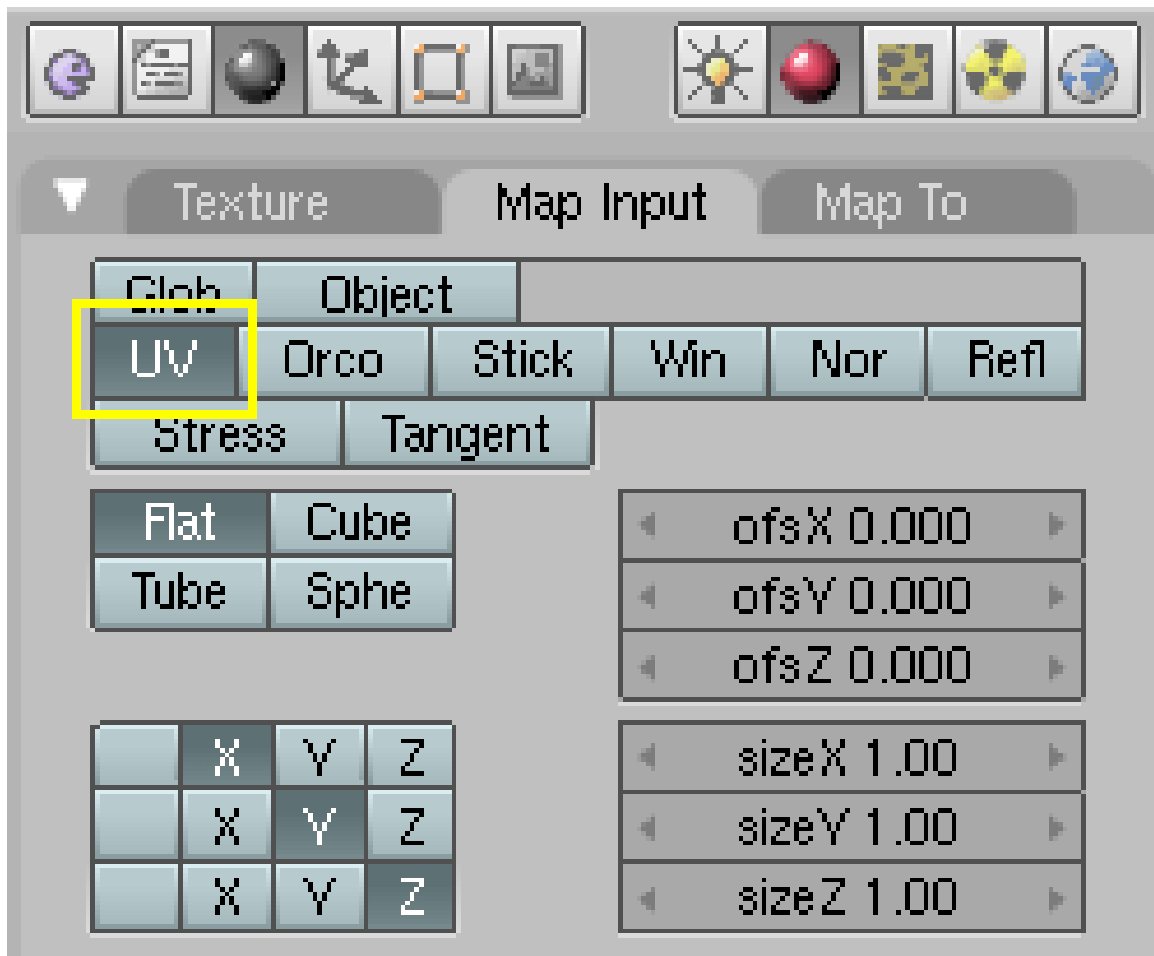 Texture Map Input Map To
Glob Object
UV Orco Stick Win Nor Refl
Stress Tangent
Flat Cube
Tube Sphe
ofsX 0.000
ofsY 0.000
ofsZ 0.000
X Y Z
X Y Z
X Y Z
sizeX 1.00
sizeY 1.00
sizeZ 1.00